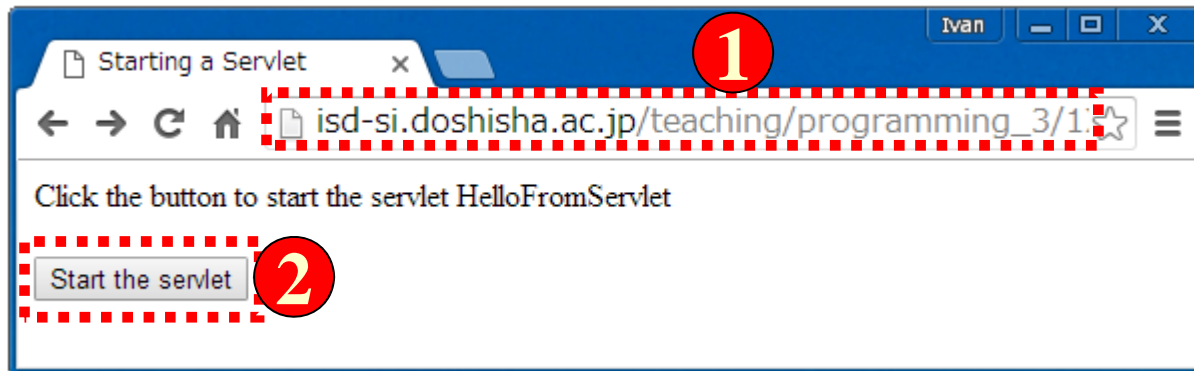 Ivan
Starting a Servlet
1
isd-si.doshisha.ac.jp/teaching/programming_3/1
Click the button to start the servlet HelloFromServlet
Start the servlet
2